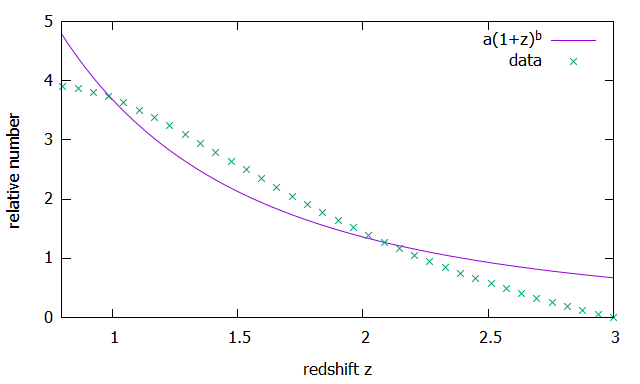 5
4
3
2
1
0
relative number
a(1+z)ᵇ
data
1
1.5
2
2.5
3
redshift z